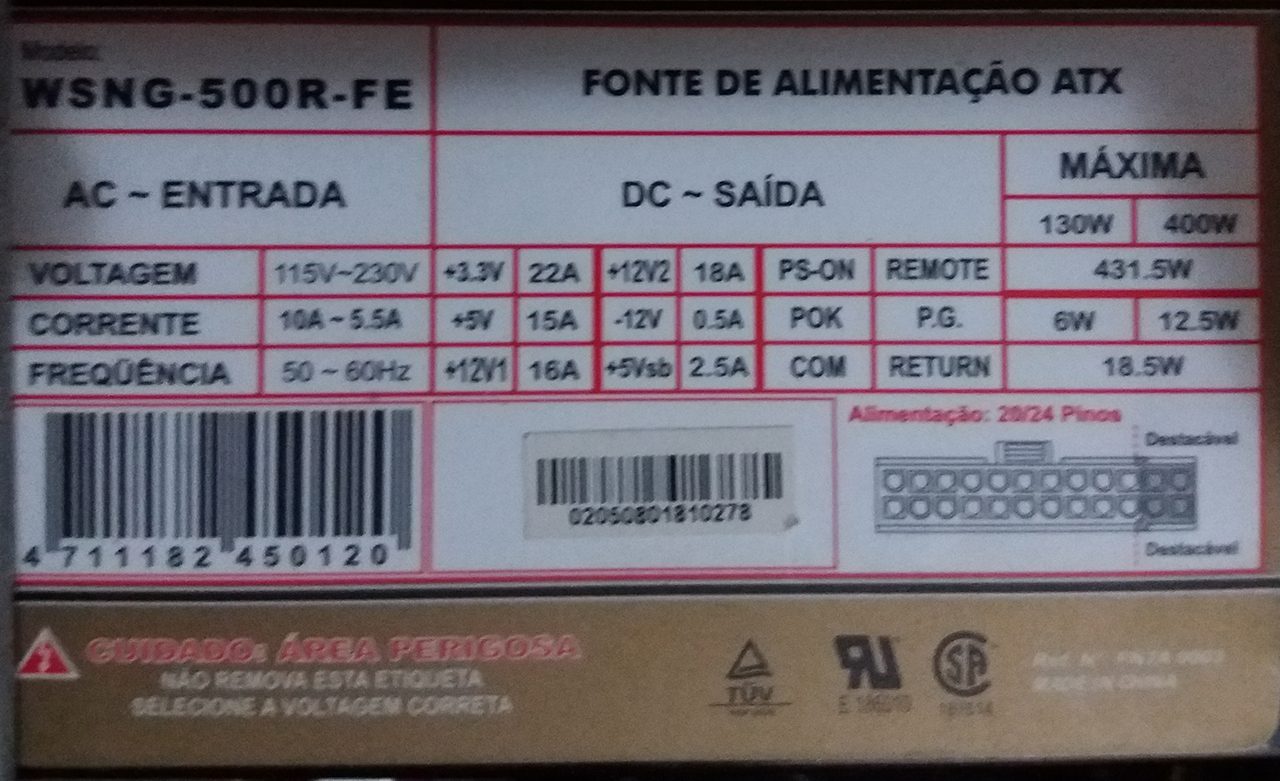 Modelo:
WSNG-500R-FE
FONTE DE ALIMENTAÇÃO ATX
AC ~ ENTRADA
DC ~ SAÍDA
MÁXIMA
130W 400W
VOLTAGEM 115V~230V +3.3V 22A +12V2 18A PS-ON REMOTE 431.5W
CORRENTE 10A ~ 5.5A +5V 15A -12V 0.5A POK P.G. 6W 12.5W
FREQÜÊNCIA 50 ~ 60Hz +12V1 16A +5Vsb 2.5A COM RETURN 18.5W
4 711182 450120
02050801810278
Alimentação: 20/24 Pinos
Destacável
Destacável
CUIDADO: ÁREA PERIGOSA
NÃO REMOVA ESTA ETIQUETA
SELECIONE A VOLTAGEM CORRETA
TÜV
RU
SA
MADE IN CHINA